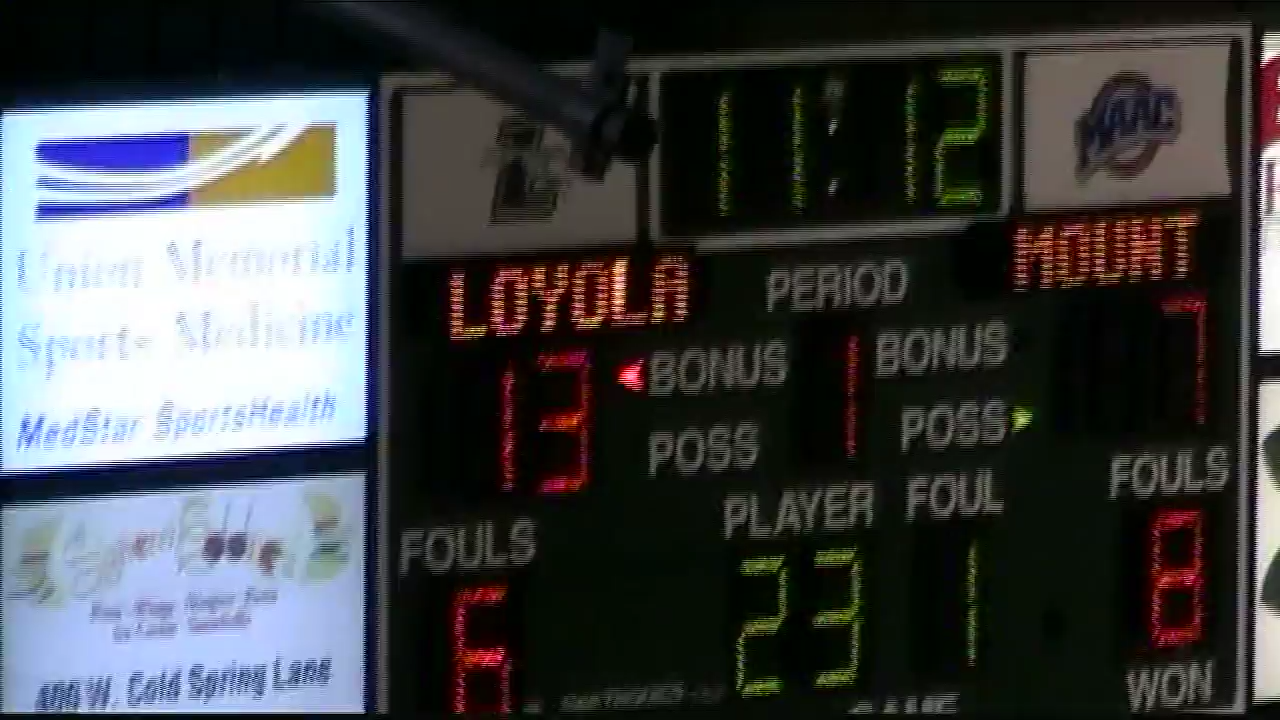 Union Memorial
Sports Medicine
MedStar SportsHealth
400 W. Cold Spring Lane
11:12
MAAC
LOYOLA
PERIOD
MOUNT
13
BONUS
1
BONUS
7
POSS
POSS
FOULS
PLAYER
FOUL
FOULS
6
23
1
8
GAME
WON